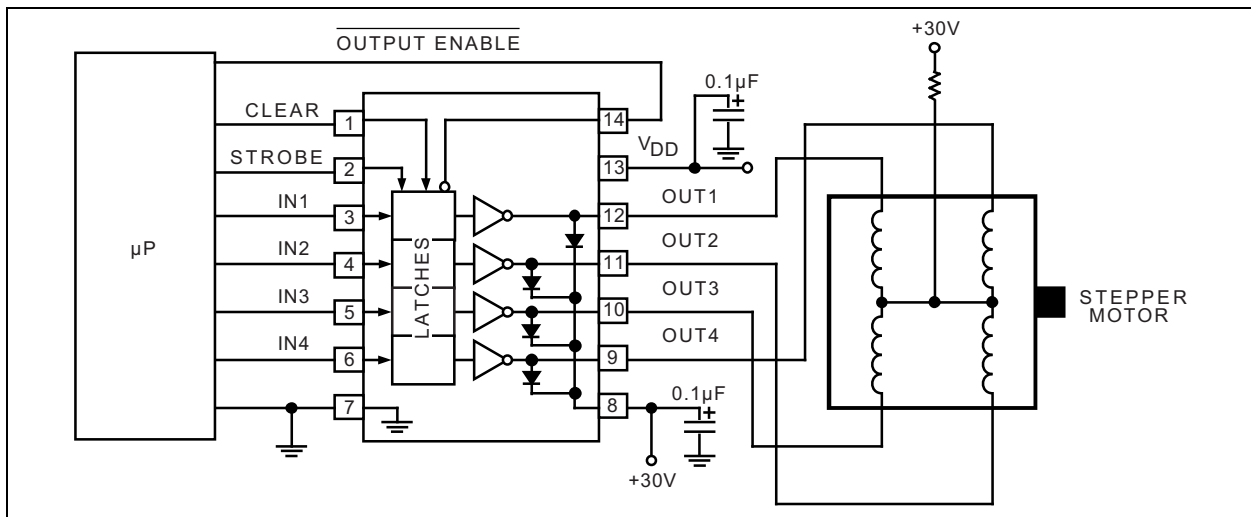 OUTPUT ENABLE
+30V
0.1µF
CLEAR
1
14
VDD
STROBE
2
13
IN1
3
12
OUT1
µP
IN2
4
LATCHES
11
OUT2
IN3
5
10
OUT3
STEPPER
MOTOR
IN4
6
9
OUT4
7
8
0.1µF
+30V